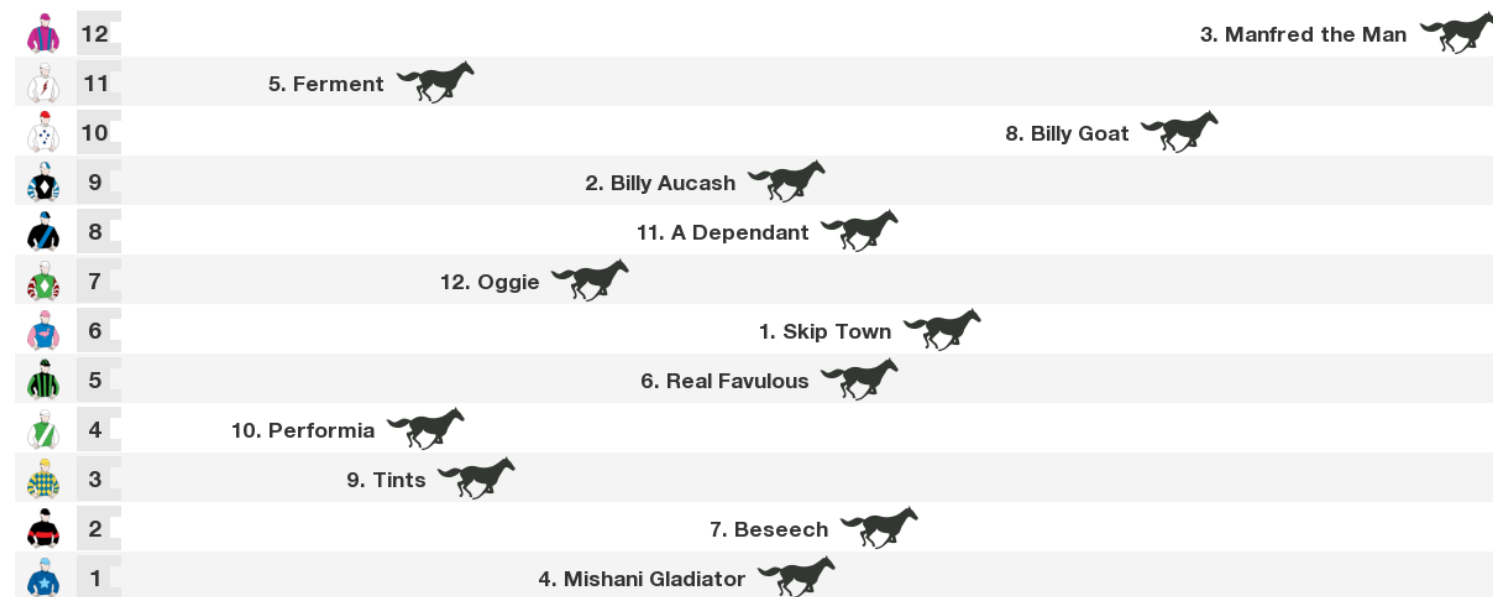 12 3. Manfred the Man
11 5. Ferment
10 8. Billy Goat
9 2. Billy Aucash
8 11. A Dependant
7 12. Oggie
6 1. Skip Town
5 6. Real Favulous
4 10. Performia
3 9. Tints
2 7. Beseech
1 4. Mishani Gladiator